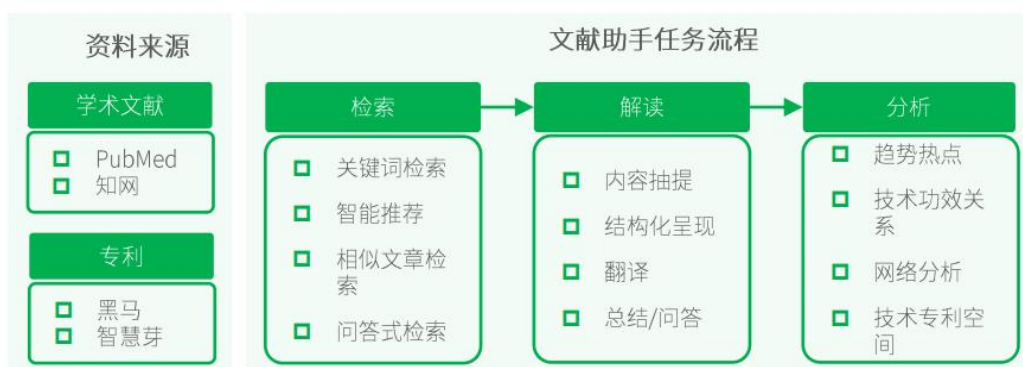 资料来源
学术文献
PubMed
知网
专利
黑马
智慧芽
文献助手任务流程
检索
关键词检索
智能推荐
相似文章检
索
问答式检索
解读
内容抽提
结构化呈现
翻译
总结/问答
分析
趋势热点
技术功效关
系
网络分析
技术专利空
间